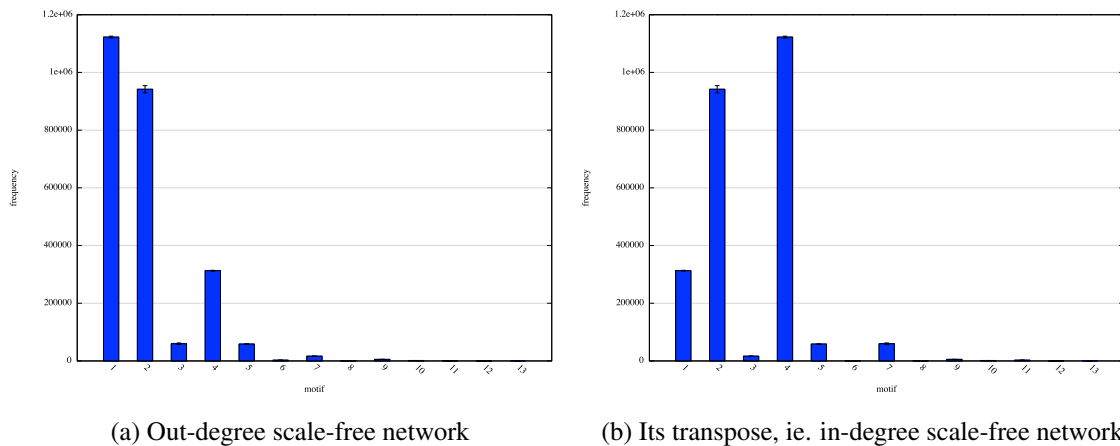 1.2e+06
1e+06
800000
600000
400000
200000
0
frequency
1 2 3 4 5 6 7 8 9 10 11 12 13
motif
(a) Out-degree scale-free network
1.2e+06
1e+06
800000
600000
400000
200000
0
frequency
1 2 3 4 5 6 7 8 9 10 11 12 13
motif
(b) Its transpose, ie. in-degree scale-free network